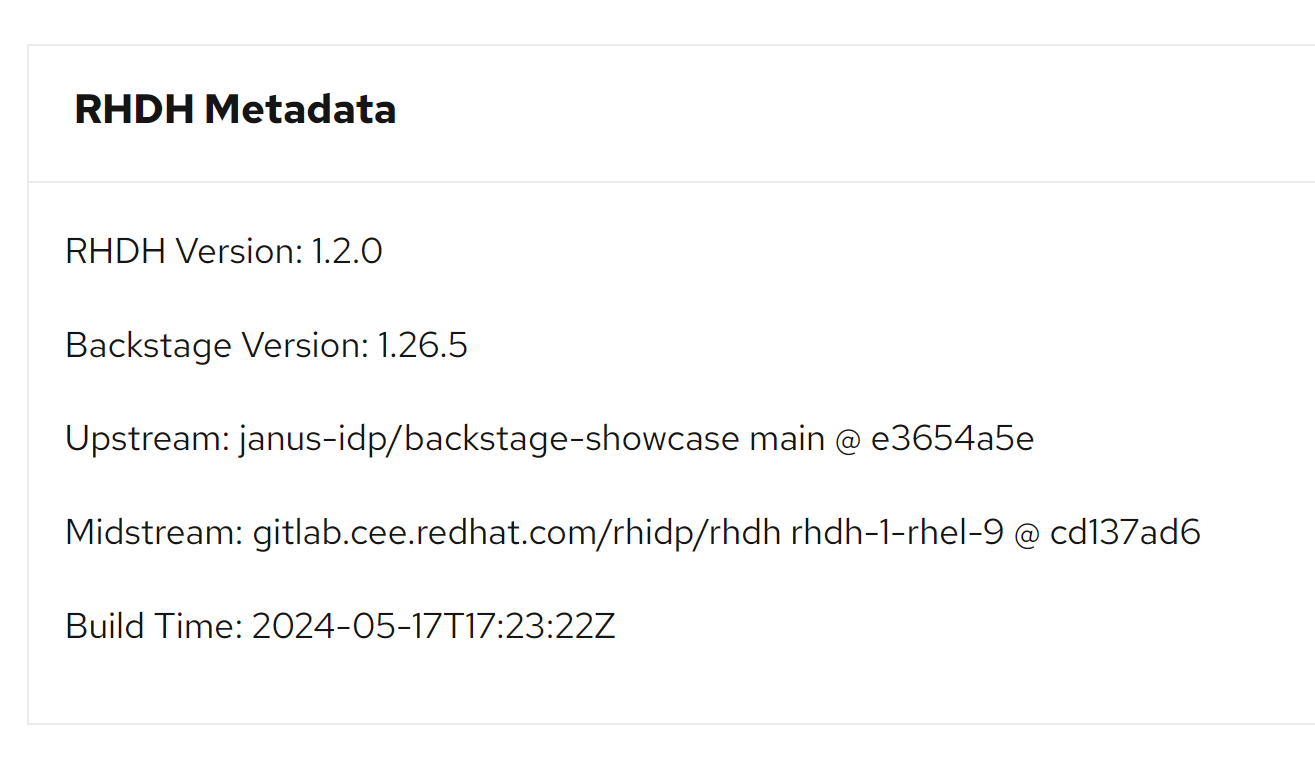 RHDH Metadata
RHDH Version: 1.2.0
Backstage Version: 1.26.5
Upstream: janus-idp/backstage-showcase main @ e3654a5e
Midstream: gitlab.cee.redhat.com/rhidp/rhdh rhdh-1-rhel-9 @ cd137ad6
Build Time: 2024-05-17T17:23:22Z